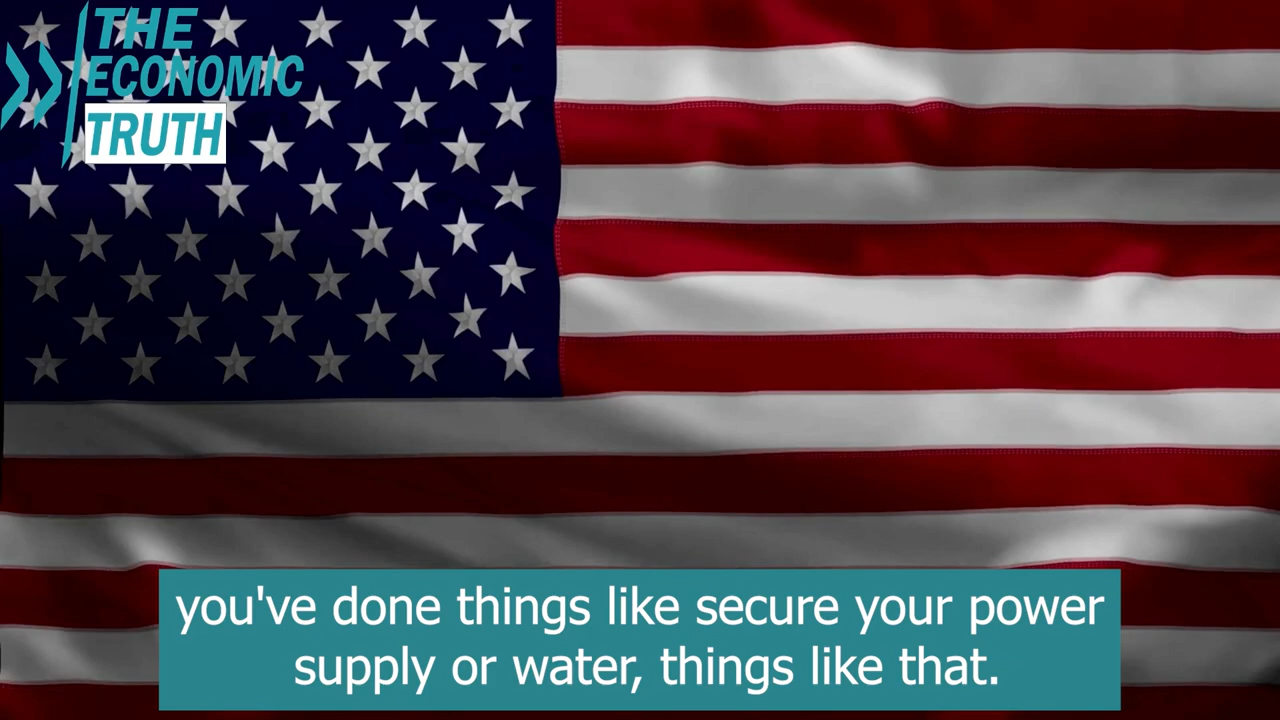 THE
ECONOMIC
TRUTH
you've done things like secure your power
supply or water, things like that.